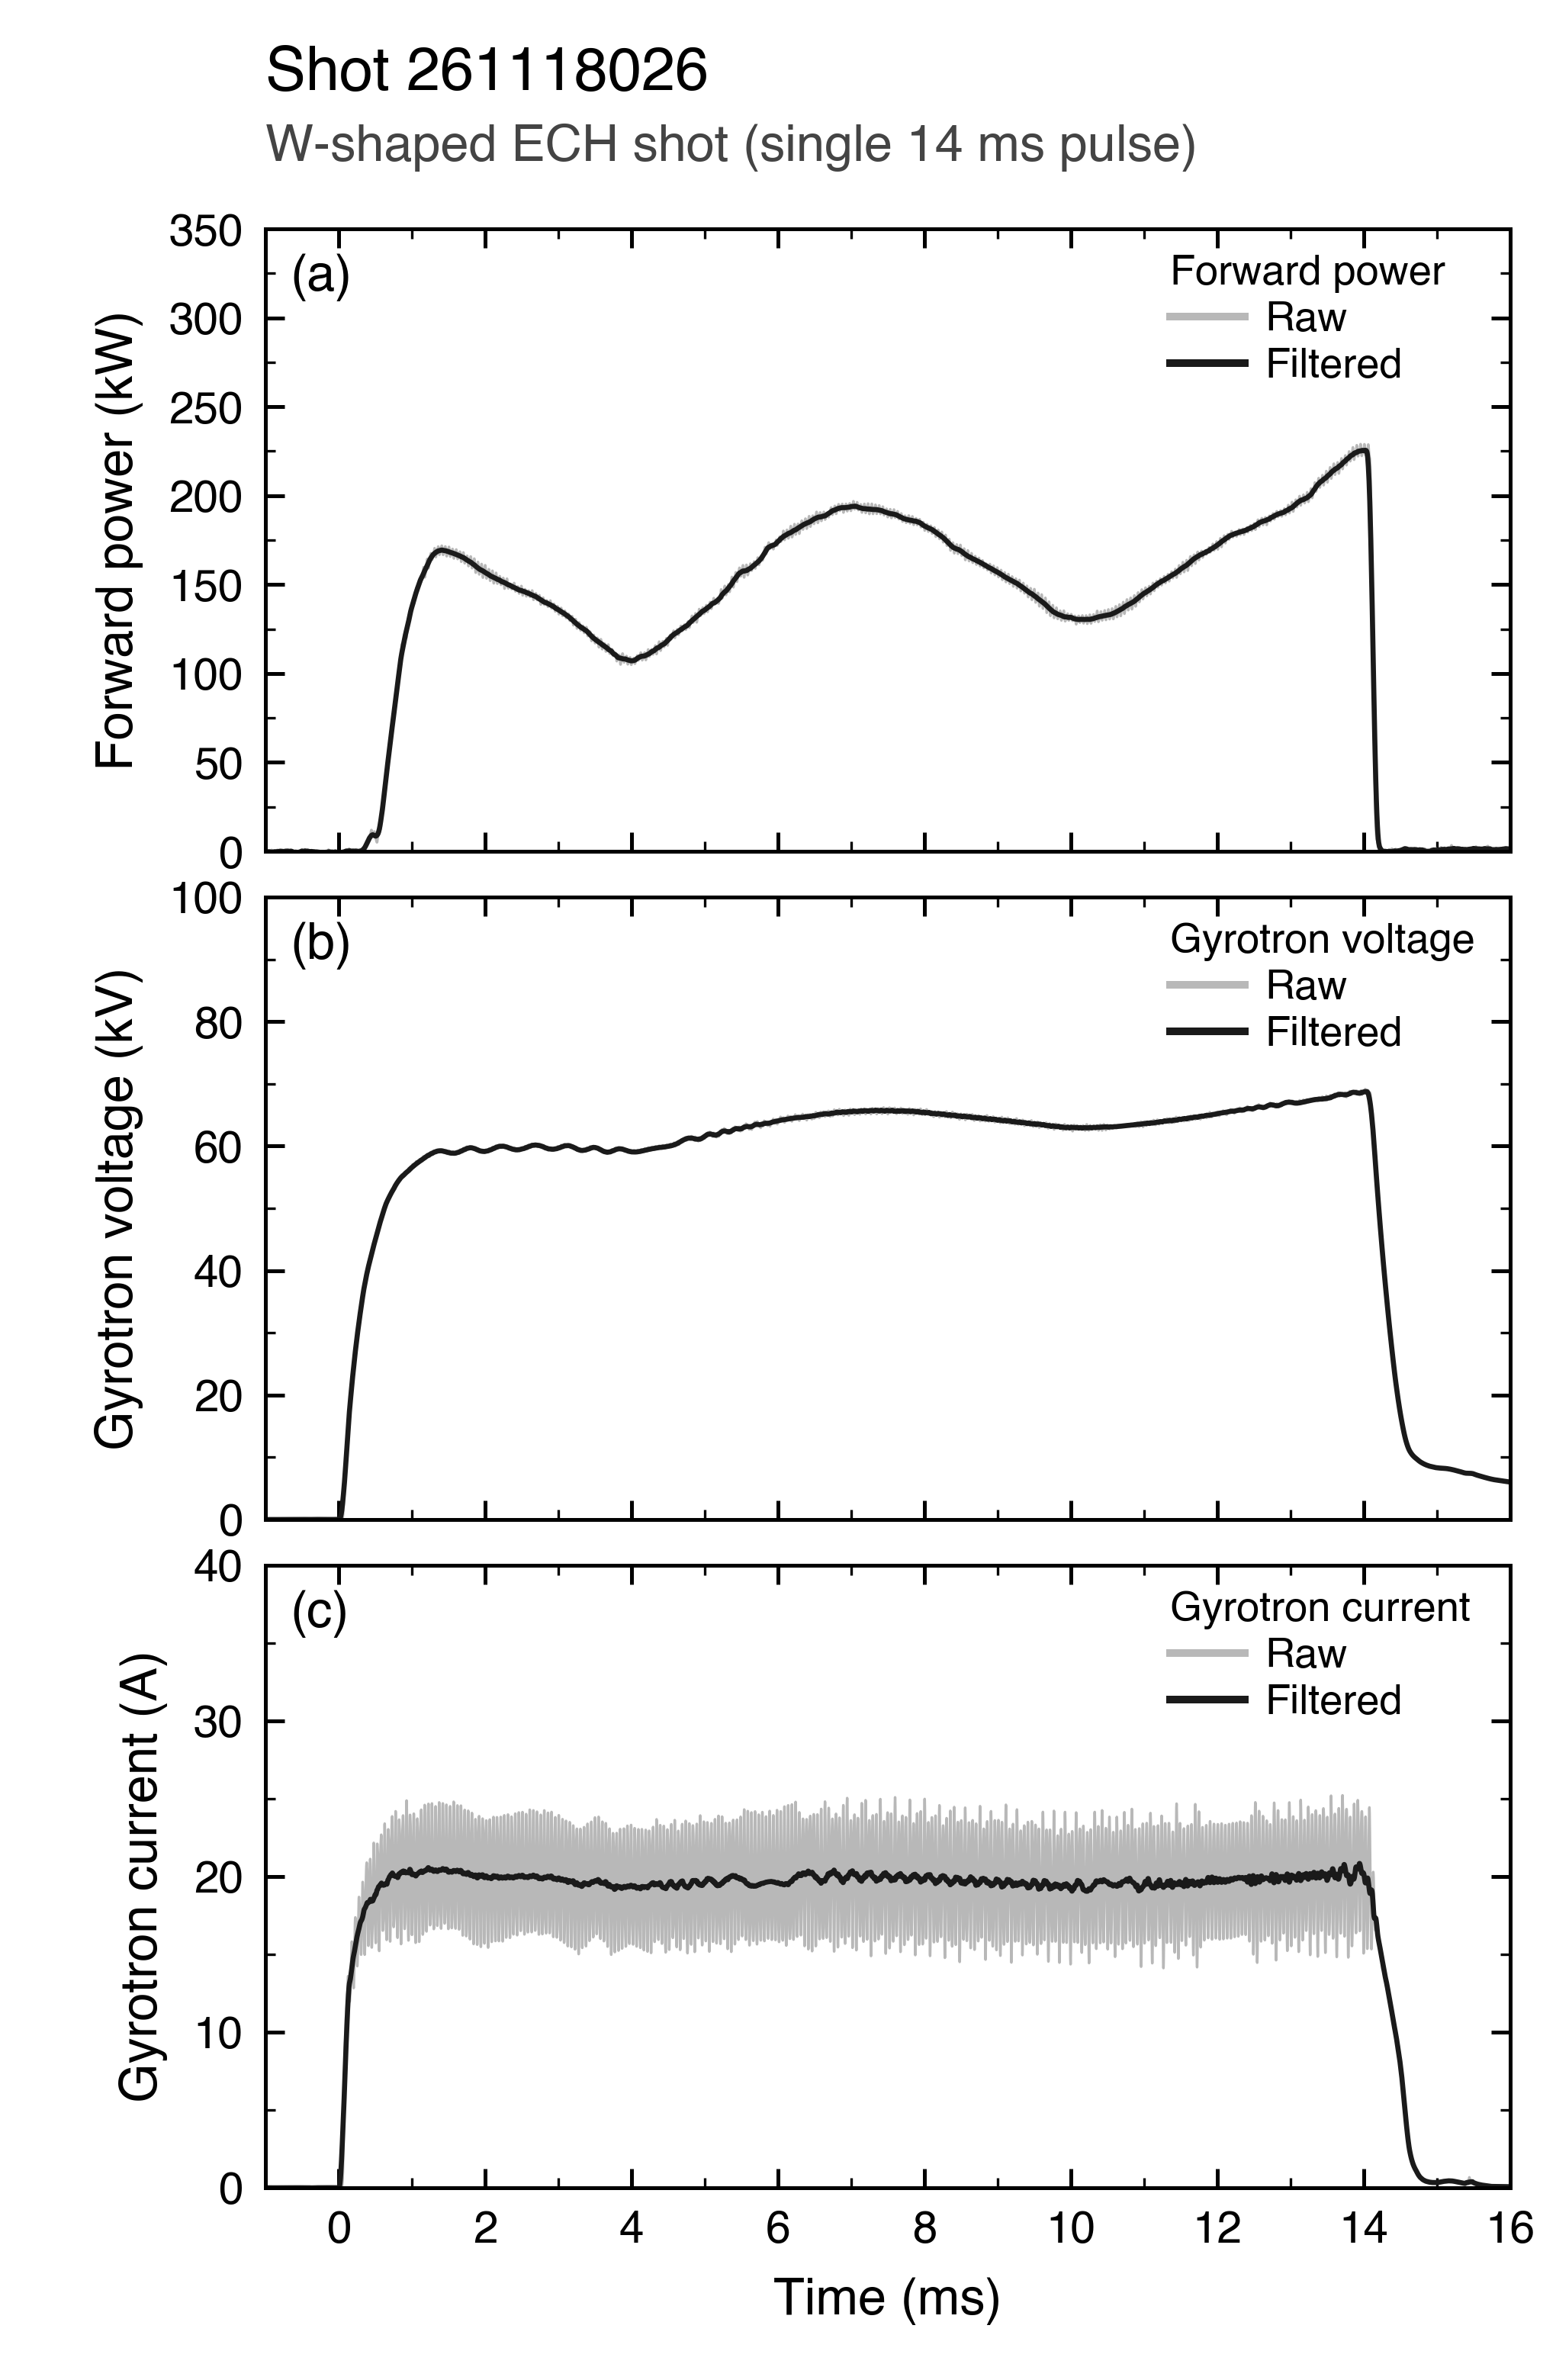 Shot 261118026
W-shaped ECH shot (single 14 ms pulse)
350
300
250
200
150
100
50
0
Forward power (kW)
(a)
Forward power
Raw
Filtered
100
80
60
40
20
0
Gyrotron voltage (kV)
(b)
Gyrotron voltage
Raw
Filtered
40
30
20
10
0
Gyrotron current (A)
(c)
Gyrotron current
Raw
Filtered
0 2 4 6 8 10 12 14 16
Time (ms)